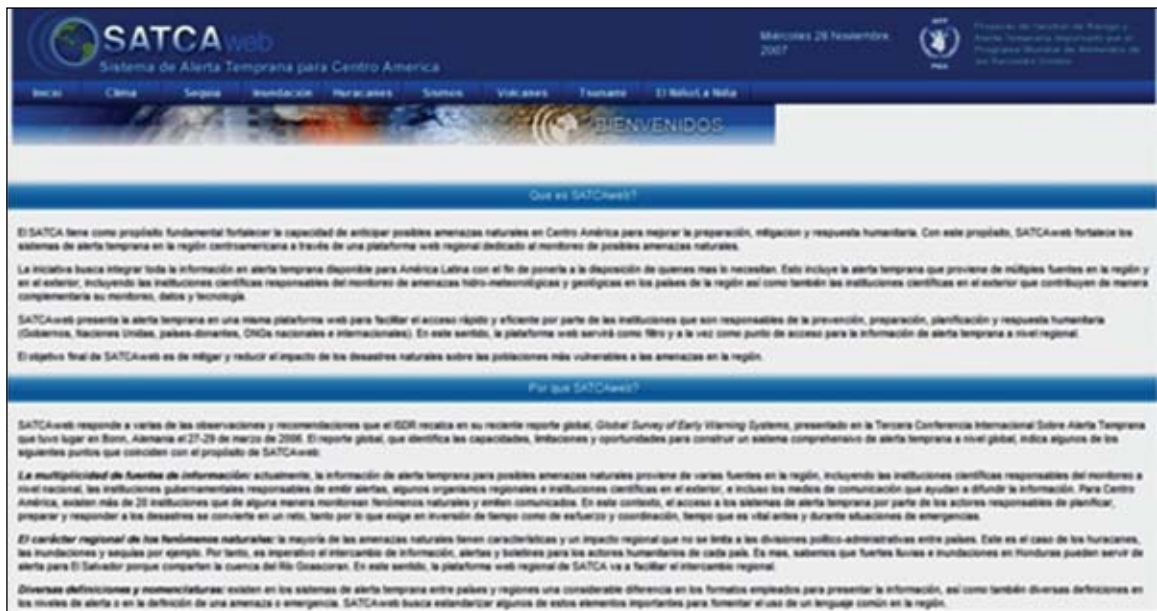 SATCAweb
Sistema de Alerta Temprana para Centro America
Miércoles 28 Noviembre
2007
Programa Mundial de Alimentos de
las Naciones Unidas
Inicio Clima Sequia Inundación Huracanes Sismos Volcanes Tsunami El Niño/La Niña
BIENVENIDOS
Que es SATCAweb?
El SATCA tiene como propósito fundamental fortalecer la capacidad de anticipar posibles amenazas naturales en Centro América para mejorar la preparación, mitigacion y respuesta humanitaria. Con este propósito, SATCAweb fortalece los
sistemas de alerta temprana en la región centroamericana a través de una plataforma web regional dedicado al monitoreo de posibles amenazas naturales.
La iniciativa busca integrar toda la información en alerta temprana disponible para América Latina con el fin de ponerla a la disposición de quienes mas lo necesitan. Esto incluye la alerta temprana que proviene de múltiples fuentes en la región y
en el exterior, incluyendo las instituciones científicas responsables del monitoreo de amenazas hidro-meteorológicas y geológicas en los países de la región así como también las instituciones científicas en el exterior que contribuyen de manera
complementaria su monitoreo, datos y tecnología.
SATCAweb presenta la alerta temprana en una misma plataforma web para facilitar el acceso rápido y eficiente por parte de las instituciones que son responsables de la prevención, preparación, planificación y respuesta humanitaria
(Gobiernos, Naciones Unidas, países-donantes, ONGs nacionales e internacionales). En este sentido, la plataforma web servirá como filtro y a la vez como punto de acceso para la información de alerta temprana a nivel regional.
El objetivo final de SATCAweb es de mitigar y reducir el impacto de los desastres naturales sobre las poblaciones más vulnerables a las amenazas en la región.
Por que SATCAweb?
SATCAweb responde a varias de las observaciones y recomendaciones que el ISDR recalca en su reciente reporte global, Global Survey of Early Warning Systems, presentado en la Tercera Conferencia Internacional Sobre Alerta Temprana
que tuvo lugar en Bonn, Alemania el 27-29 de marzo de 2006. El reporte global, que identifica las capacidades, limitaciones y oportunidades para construir un sistema comprehensivo de alerta temprana a nivel global, indica algunos de los
siguientes puntos que coinciden con el propósito de SATCAweb:
La multiplicidad de fuentes de información: actualmente, la información de alerta temprana para posibles amenazas naturales proviene de varias fuentes en la región, incluyendo las instituciones científicas responsables del monitoreo a
nivel nacional, las instituciones gubernamentales responsables de emitir alertas, algunos organismos regionales e instituciones científicas en el exterior, e incluso los medios de comunicación que ayudan a difundir la información. Para Centro
América, existen más de 20 instituciones que de alguna manera monitorean fenómenos naturales y emiten comunicados. En este contexto, el acceso a los sistemas de alerta temprana por parte de los actores responsables de planificar,
preparar y responder a los desastres se convierte en un reto, tanto por lo que exige en inversión de tiempo como de esfuerzo y coordinación, tiempo que es vital antes y durante situaciones de emergencias.
El carácter regional de los fenómenos naturales: la mayoría de las amenazas naturales tienen características y un impacto regional que no se limita a las divisiones político-administrativas entre países. Este es el caso de los huracanes,
las inundaciones y sequías por ejemplo. Por tanto, es imperativo el intercambio de información, alertas y boletines para los actores humanitarios de cada país. Es mas, sabemos que fuertes lluvias e inundaciones en Honduras pueden servir de
alerta para El Salvador porque comparten la cuenca del Río Goascoran. En este sentido, la plataforma web regional de SATCA va a facilitar el intercambio regional.
Diversas definiciones y nomenclaturas: existen en los sistemas de alerta temprana entre países y regiones una considerable diferencia en los formatos empleados para presentar la información, así como también diversas definiciones en
los niveles de alerta o en la definición de una amenaza o emergencia. SATCAweb busca estandarizar algunos de estos elementos importantes para fomentar el uso de un lenguaje común en la región.